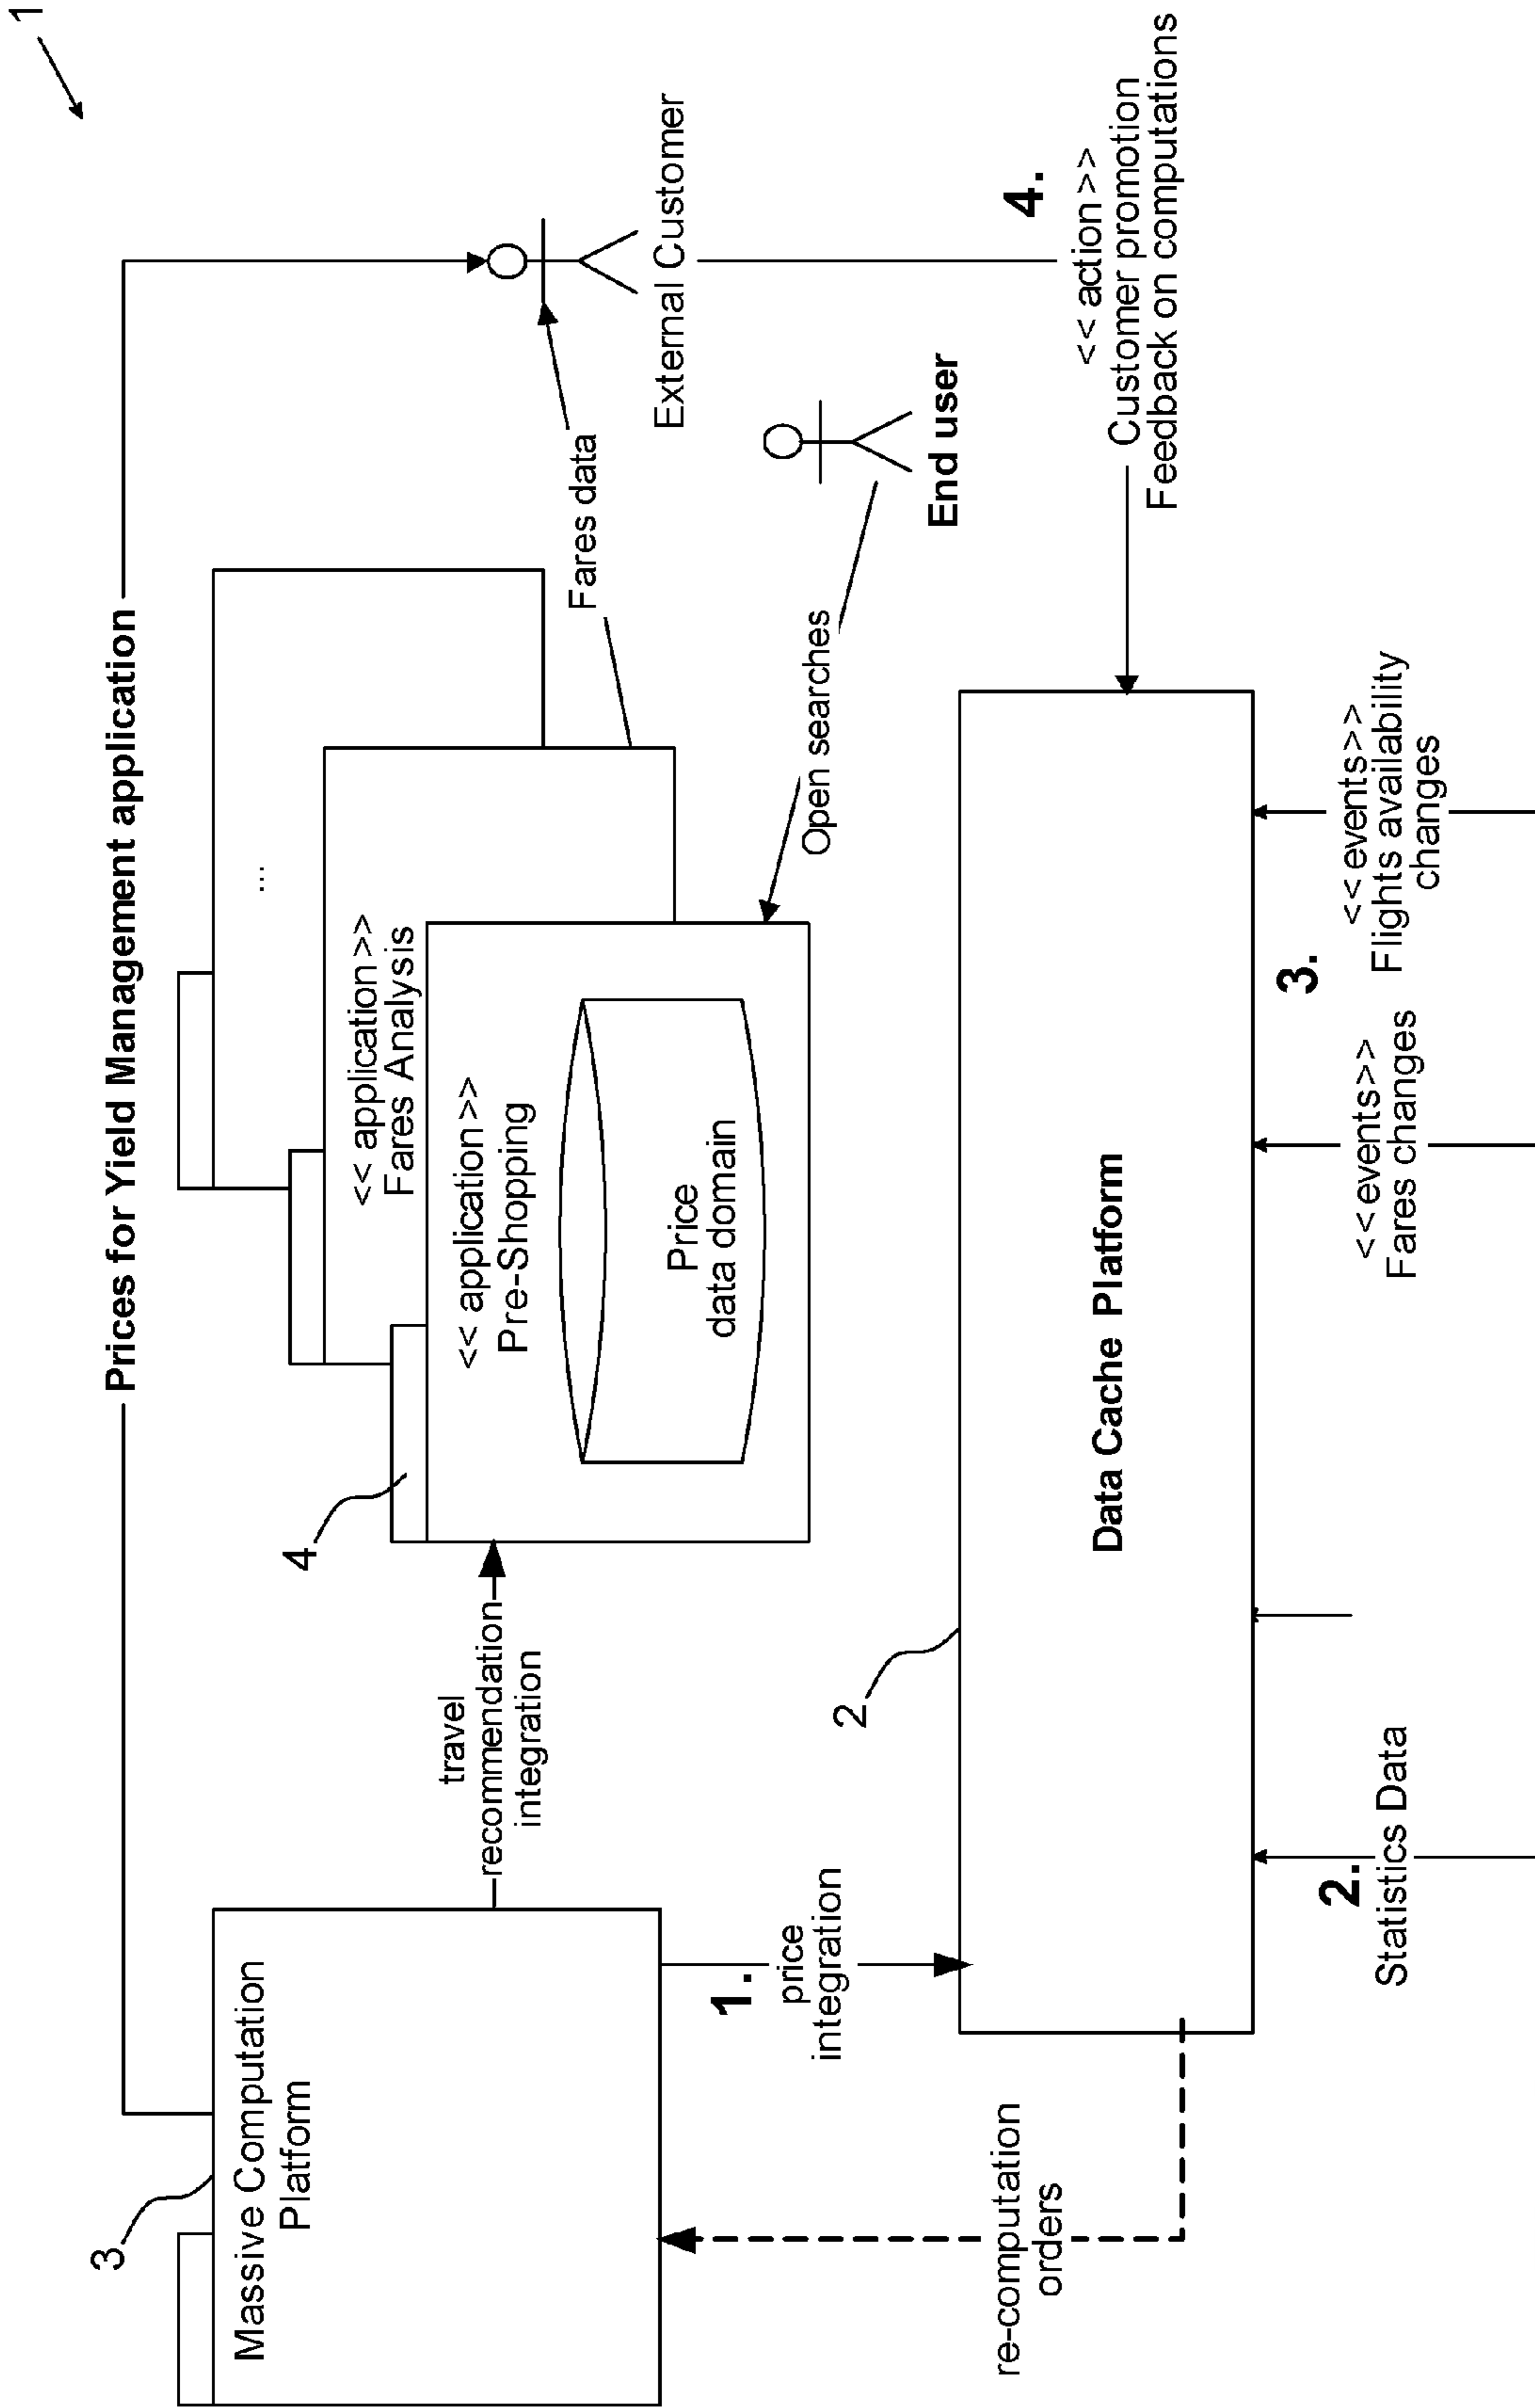 1
Prices for Yield Management application
3
Massive Computation
Platform
travel
recommendation
integration
4
<< application >>
Pre-Shopping
Price
data domain
<< application >>
Fares Analysis
...
Fares data
External Customer
Open searches
End user
1.
price
integration
re-computation
orders
2
Data Cache Platform
4.
<< action >>
Customer promotion
Feedback on computations
2.
Statistics Data
3.
<<events>>
Fares changes
<<events>>
Flights availability
changes